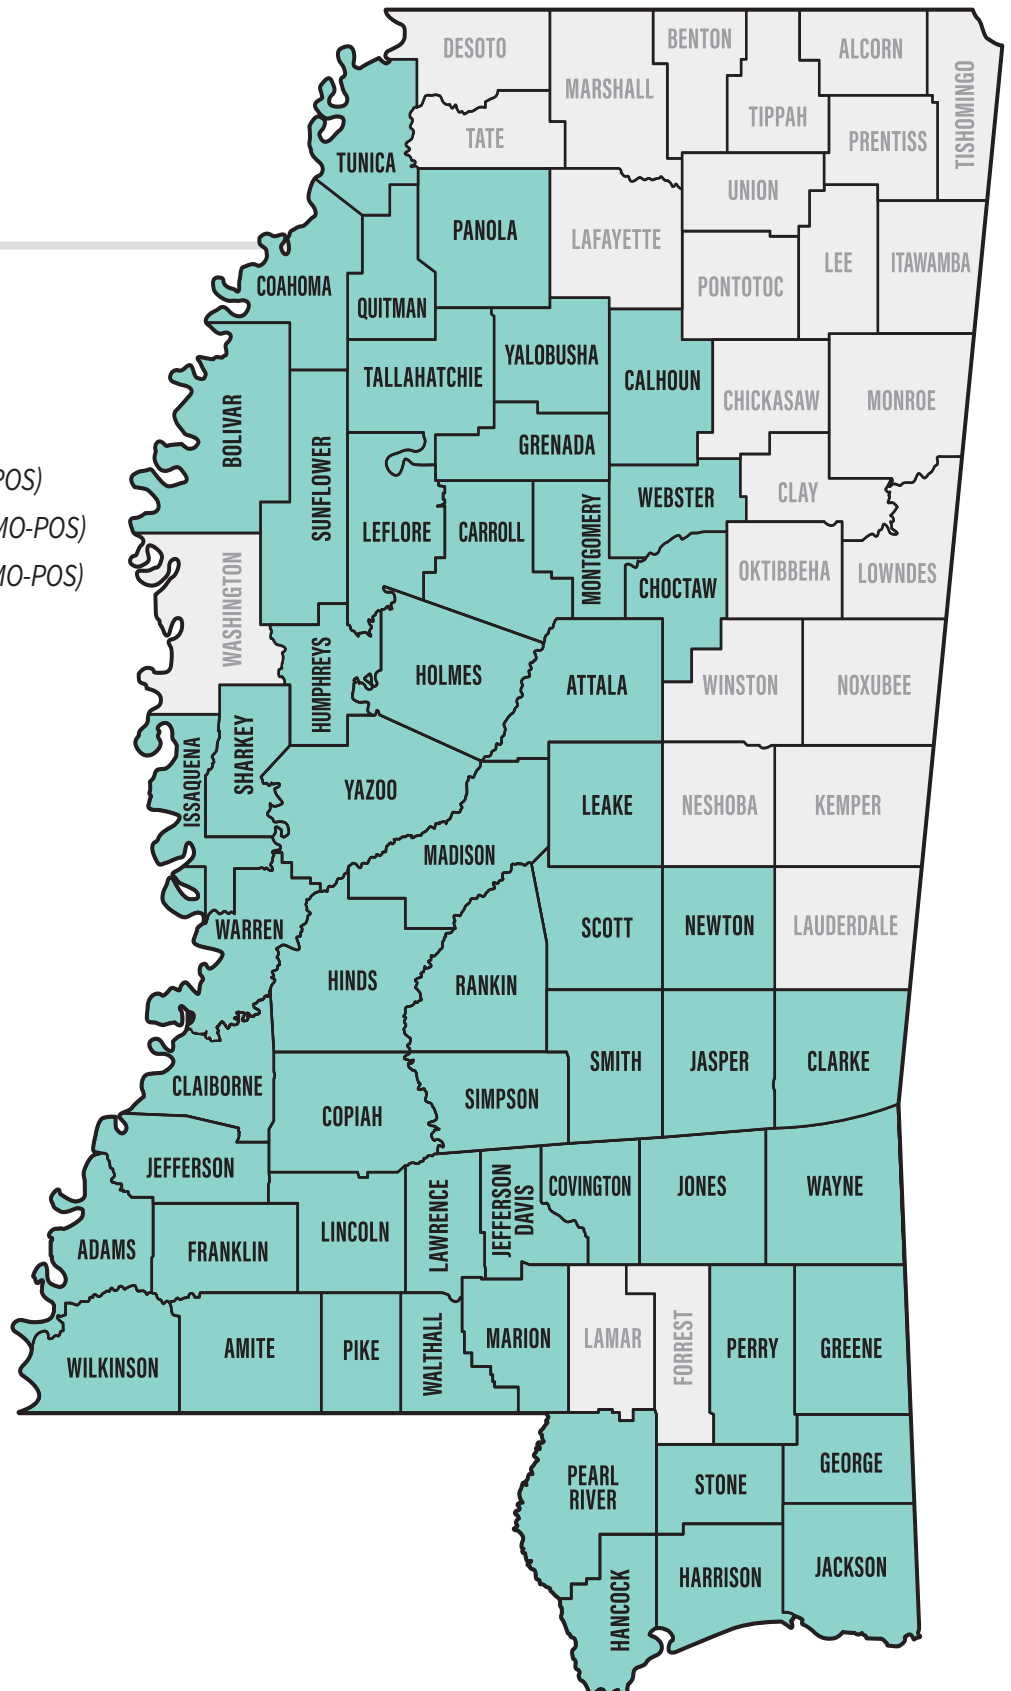 DESOTO
BENTON
ALCORN
MARSHALL
TISHOMINGO
TIPPAH
TATE
PRENTISS
TUNICA
UNION
PANOLA
LAFAYETTE
LEE
ITAWAMBA
COAHOMA
PONTOTOC
QUITMAN
YALOBUSHA
TALLAHATCHIE
CALHOUN
CHICKASAW
MONROE
BOLIVAR
GRENADA
POS)
SUNFLOWER
WEBSTER
CLAY
MO-POS)
LEFLORE
CARROLL
MONTGOMERY
MO-POS)
OKTIBBEHA
LOWNDES
CHOCTAW
WASHINGTON
HUMPHREYS
HOLMES
ATTALA
WINSTON
NOXUBEE
SHARKEY
ISSAQUENA
YAZOO
LEAKE
NESHOBA
KEMPER
MADISON
WARREN
SCOTT
NEWTON
LAUDERDALE
HINDS
RANKIN
SMITH
JASPER
CLARKE
CLAIBORNE
SIMPSON
COPIAH
JEFFERSON
LAWRENCE
JEFFERSON
DAVIS
COVINGTON
JONES
WAYNE
LINCOLN
ADAMS
FRANKLIN
AMITE
PIKE
WALTHALL
MARION
LAMAR
FORREST
PERRY
GREENE
WILKINSON
PEARL
RIVER
STONE
GEORGE
HANCOCK
HARRISON
JACKSON